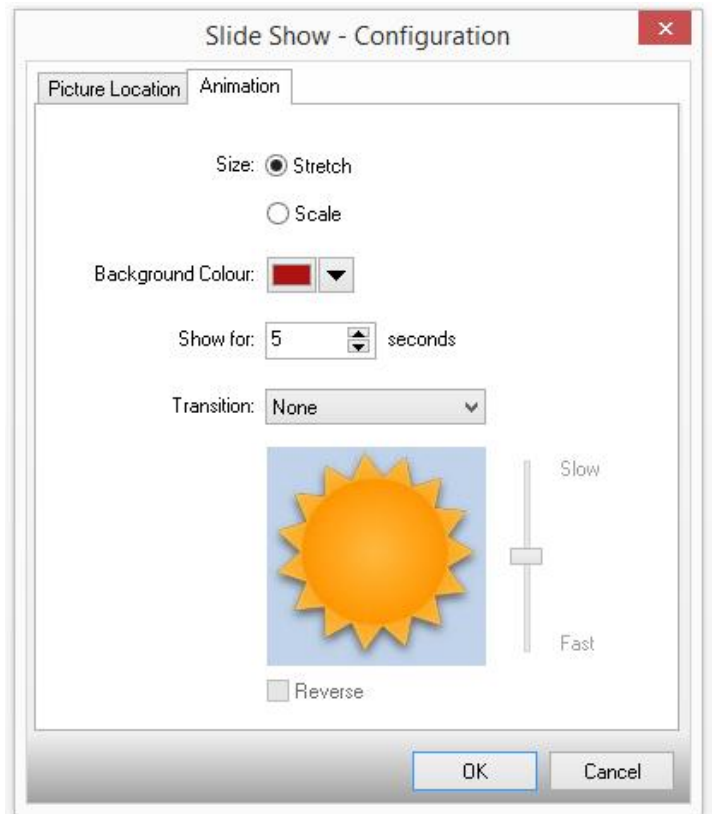 Slide Show - Configuration
Picture Location Animation
Size: Stretch
Scale
Background Colour:
Show for: 5 seconds
Transition: None
Slow
Fast
Reverse
OK Cancel